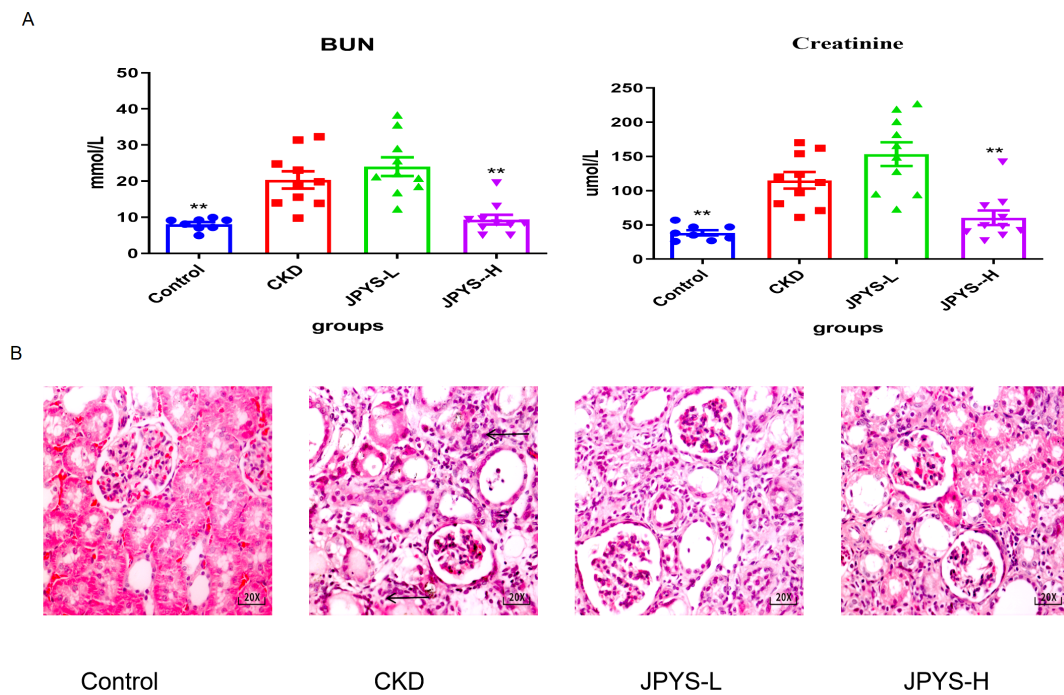 A
BUN
mmol/L
50
40
30
20
10
0
**
**
Control
CKD
JPYS-L
JPYS--H
groups
Creatinine
umol/L
250
200
150
100
50
0
**
**
Control
CKD
JPYS-L
JPYS--H
groups
B
20X
20X
20X
20X
Control
CKD
JPYS-L
JPYS-H